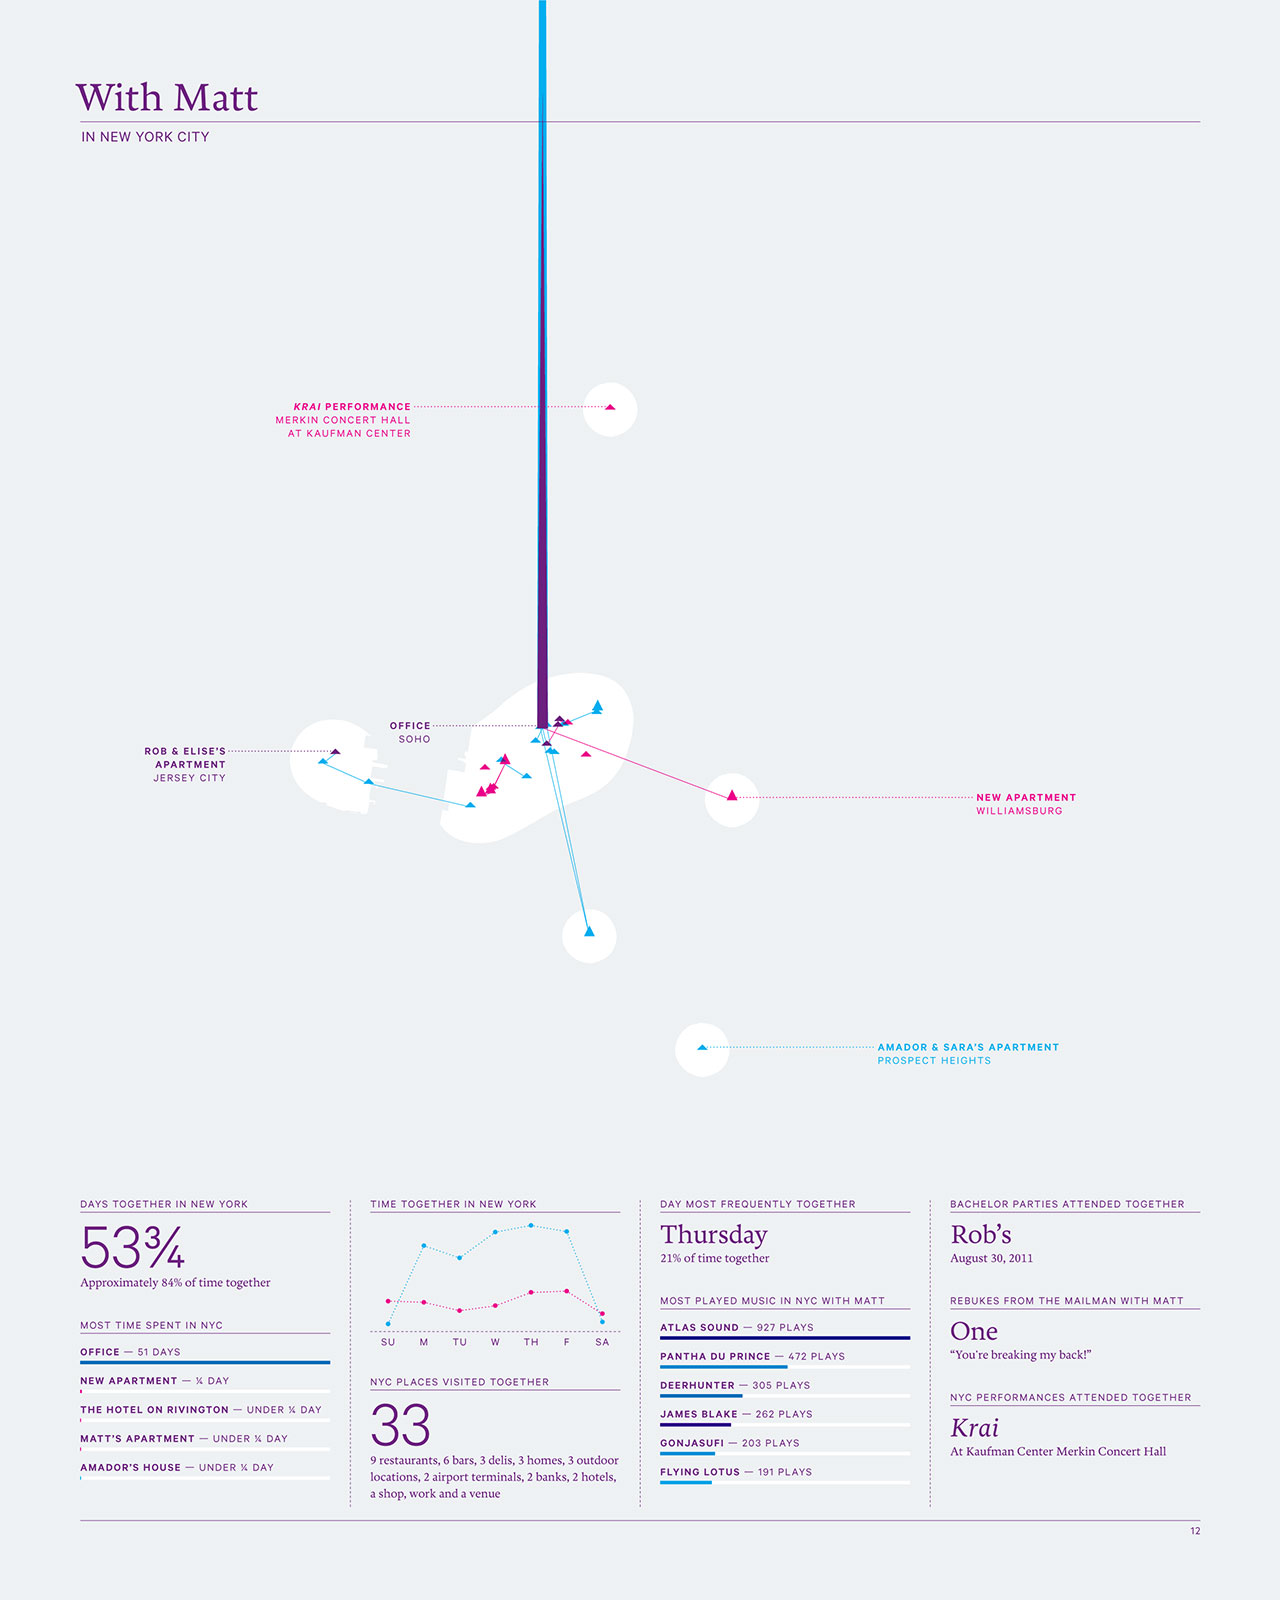 With Matt
IN NEW YORK CITY
KRAI PERFORMANCE
MERKIN CONCERT HALL
AT KAUFMAN CENTER
OFFICE
SOHO
ROB & ELISE'S
APARTMENT
JERSEY CITY
NEW APARTMENT
WILLIAMSBURG
AMADOR & SARA'S APARTMENT
PROSPECT HEIGHTS
DAYS TOGETHER IN NEW YORK
53¾
Approximately 84% of time together
MOST TIME SPENT IN NYC
OFFICE — 51 DAYS
NEW APARTMENT — ¼ DAY
THE HOTEL ON RIVINGTON — UNDER ¼ DAY
MATT'S APARTMENT — UNDER ¼ DAY
AMADOR'S HOUSE — UNDER ¼ DAY
TIME TOGETHER IN NEW YORK
SU M TU W TH F SA
NYC PLACES VISITED TOGETHER
33
9 restaurants, 6 bars, 3 delis, 3 homes, 3 outdoor
locations, 2 airport terminals, 2 banks, 2 hotels,
a shop, work and a venue
DAY MOST FREQUENTLY TOGETHER
Thursday
21% of time together
MOST PLAYED MUSIC IN NYC WITH MATT
ATLAS SOUND — 927 PLAYS
PANTHA DU PRINCE — 472 PLAYS
DEERHUNTER — 305 PLAYS
JAMES BLAKE — 262 PLAYS
GONJASUFI — 203 PLAYS
FLYING LOTUS — 191 PLAYS
BACHELOR PARTIES ATTENDED TOGETHER
Rob's
August 30, 2011
REBUKES FROM THE MAILMAN WITH MATT
One
"You're breaking my back!"
NYC PERFORMANCES ATTENDED TOGETHER
Krai
At Kaufman Center Merkin Concert Hall
12